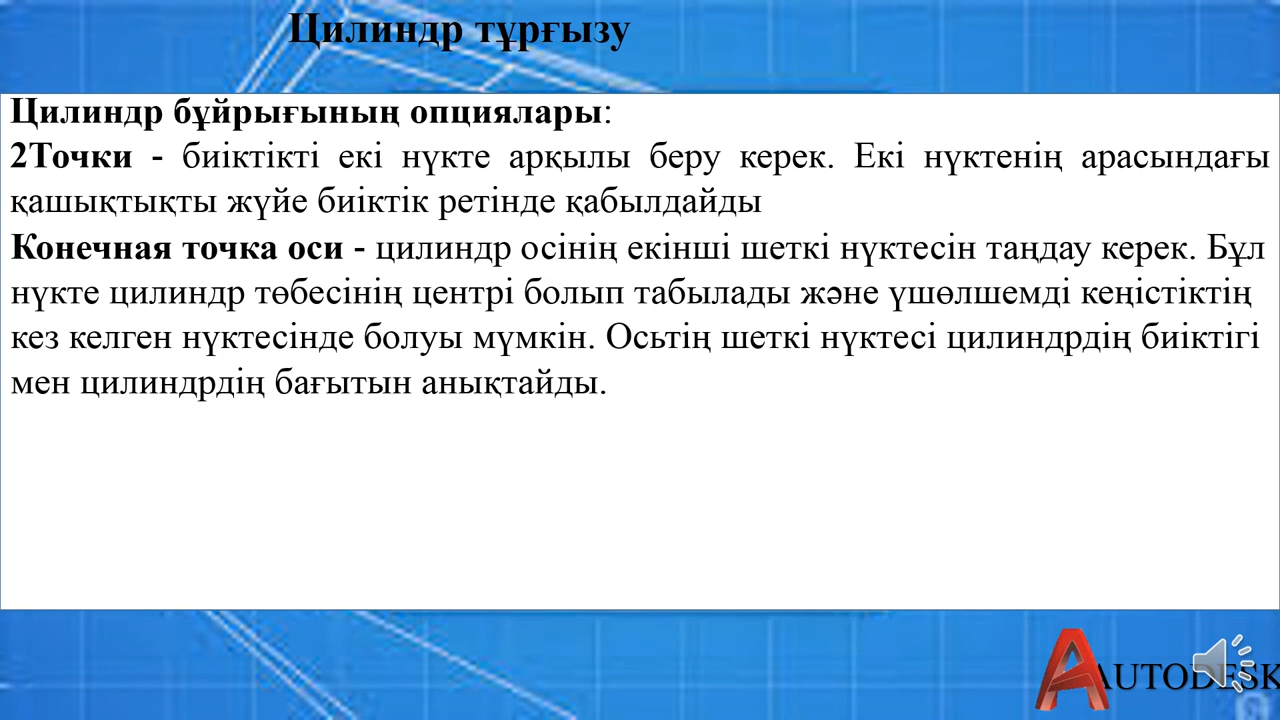 Цилиндр тұрғызу
Цилиндр бұйрығының опциялары:
2Точки - биіктікті екі нүкте арқылы беру керек. Екі нүктенің арасындағы
қашықтықты жүйе биіктік ретінде қабылдайды
Конечная точка оси - цилиндр осінің екінші шеткі нүктесін таңдау керек. Бұл
нүкте цилиндр төбесінің центрі болып табылады және үшөлшемді кеңістіктің
кез келген нүктесінде болуы мүмкін. Осьтің шеткі нүктесі цилиндрдің биіктігі
мен цилиндрдің бағытын анықтайды.
AUTODESK